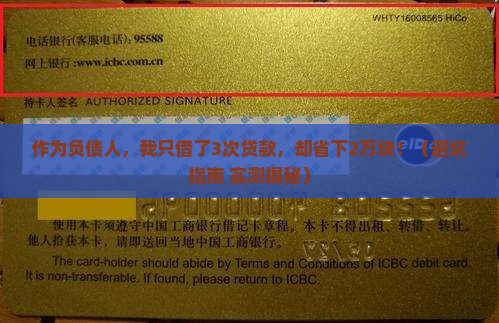 WHTY16008565 HiCo
电话银行(客服电话): 95588
网上银行:www.icbc.com.cn
持卡人签名 AUTHORIZED SIGNATURE
作为负债人，我只借了3次贷款，却省下2万块？（避坑
指南 实测揭秘）
使用本卡须遵守中国工商银行借记卡章程。本卡不得出租、转借、转让。
他人拾获本卡，请即送回当地中国工商银行。
The card-holder should abide by Terms and Conditions of ICBC debit card.
It is non-transferable. If found, please return to ICBC.